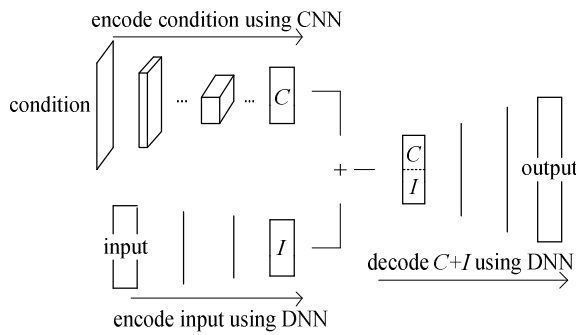 encode condition using CNN
condition
...
...
C
+
C
I
output
input
I
decode C+I using DNN
encode input using DNN